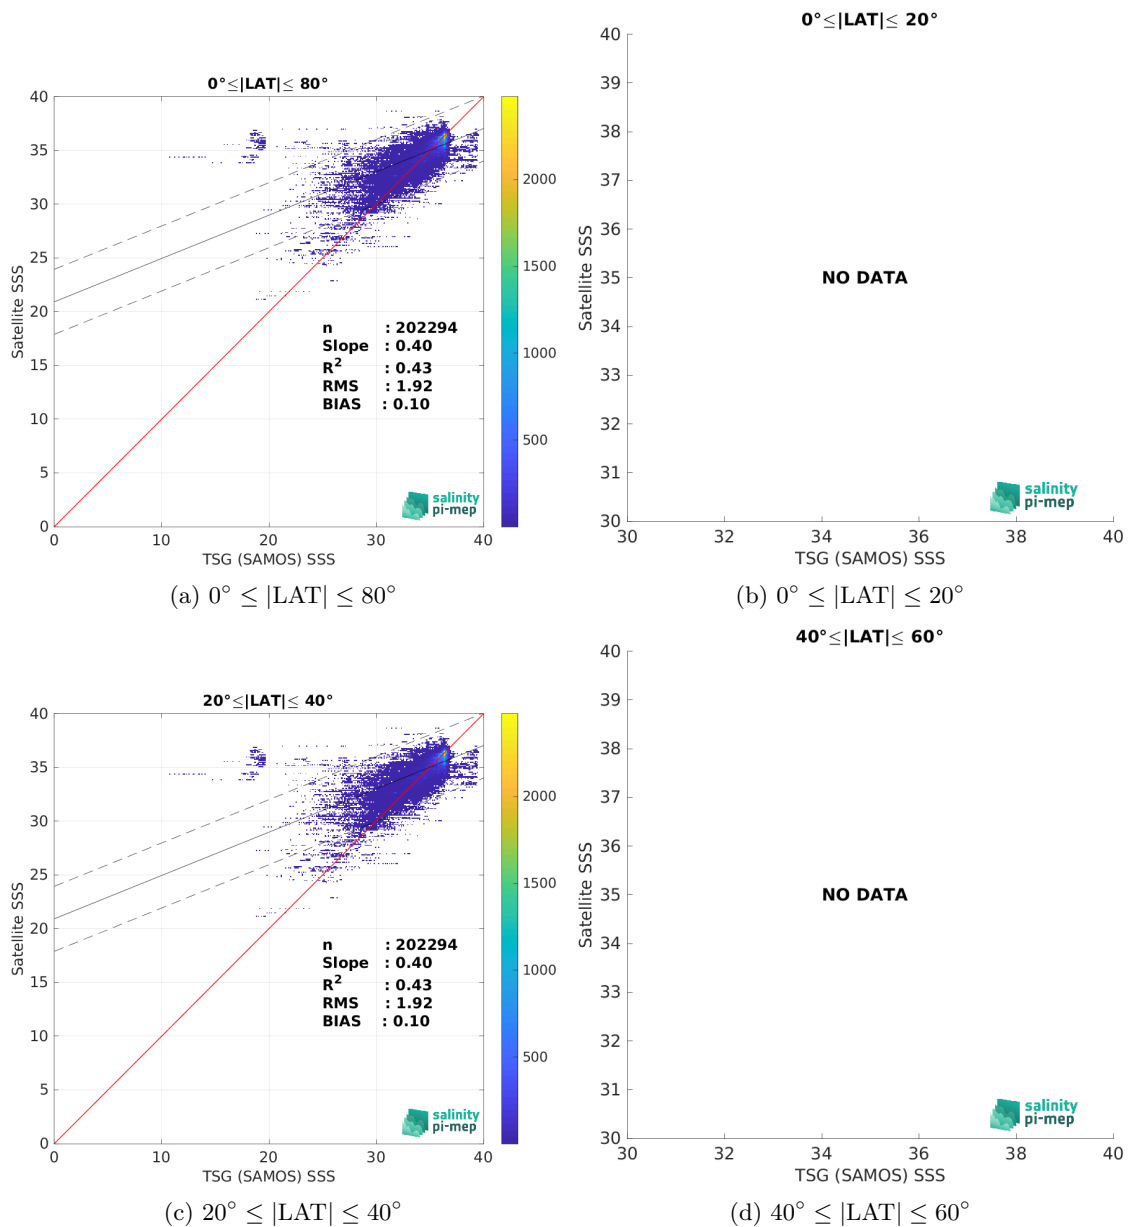 0°≤|LAT|≤ 80°
40
35
30
25
20
15
10
5
0
Satellite SSS
n : 202294
Slope : 0.40
R² : 0.43
RMS : 1.92
BIAS : 0.10
salinity
pi-mep
0 10 20 30 40
TSG (SAMOS) SSS
2000
1500
1000
500
(a) 0° ≤ |LAT| ≤ 80°
0°≤|LAT|≤ 20°
40
39
38
37
36
35
34
33
32
31
30
Satellite SSS
NO DATA
salinity
pi-mep
30 32 34 36 38 40
TSG (SAMOS) SSS
(b) 0° ≤ |LAT| ≤ 20°
20°≤|LAT|≤ 40°
40
35
30
25
20
15
10
5
0
Satellite SSS
n : 202294
Slope : 0.40
R² : 0.43
RMS : 1.92
BIAS : 0.10
salinity
pi-mep
0 10 20 30 40
TSG (SAMOS) SSS
2000
1500
1000
500
(c) 20° ≤ |LAT| ≤ 40°
40°≤|LAT|≤ 60°
40
39
38
37
36
35
34
33
32
31
30
Satellite SSS
NO DATA
salinity
pi-mep
30 32 34 36 38 40
TSG (SAMOS) SSS
(d) 40° ≤ |LAT| ≤ 60°